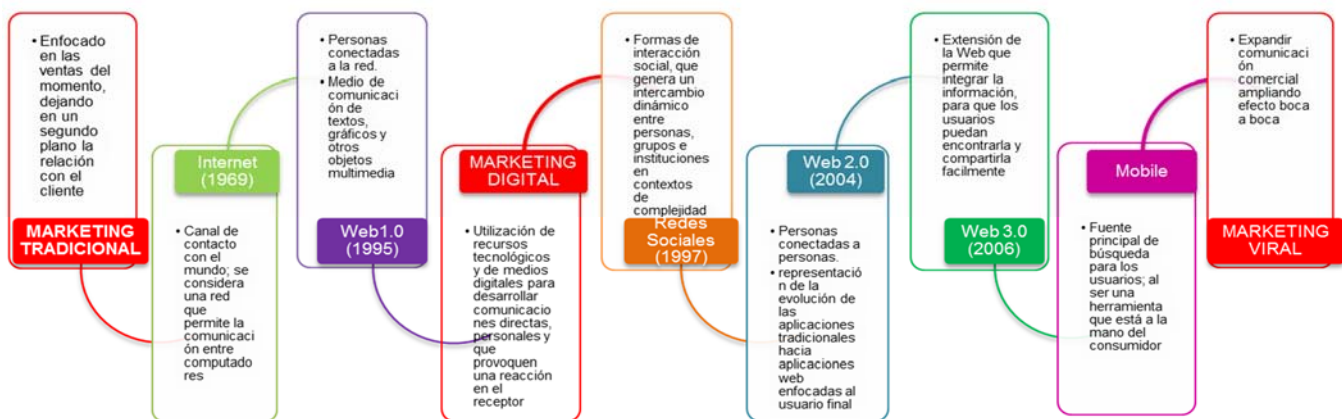 • Enfocado
en las
ventas del
momento,
dejando
en un
segundo
plano la
relación
con el
cliente
MARKETING
TRADICIONAL
Internet
(1969)
• Canal de
contacto
con el
mundo; se
considera
una red
que
permite la
comunicaci
ón entre
computado
res
• Personas
conectadas
a la red.
• Medio de
comunicaci
ón de
textos,
gráficos y
otros
objetos
multimedia
Web1.0
(1995)
MARKETING
DIGITAL
• Utilización de
recursos
tecnológicos
y de medios
digitales para
desarrollar
comunicacio
nes directas,
personales y
que
provoquen
una reacción
en el
receptor
• Formas de
interacción
social, que
genera un
intercambio
dinámico
entre
personas,
grupos e
instituciones
en
contextos
de
complejidad
Redes
Sociales
(1997)
Web 2.0
(2004)
• Personas
conectadas a
personas.
• representació
n de la
evolución de
las
aplicaciones
tradicionales
hacia
aplicaciones
web
enfocadas al
usuario final
• Extensión de
la Web que
permite
integrar la
información,
para que los
usuarios
puedan
encontrarla y
compartirla
facilmente
Web 3.0
(2006)
Mobile
• Fuente
principal de
búsqueda
para los
usuarios; al
ser una
herramienta
que está a la
mano del
consumidor
• Expandir
comunicaci
ón
comercial
ampliando
efecto boca
a boca
MARKETING
VIRAL